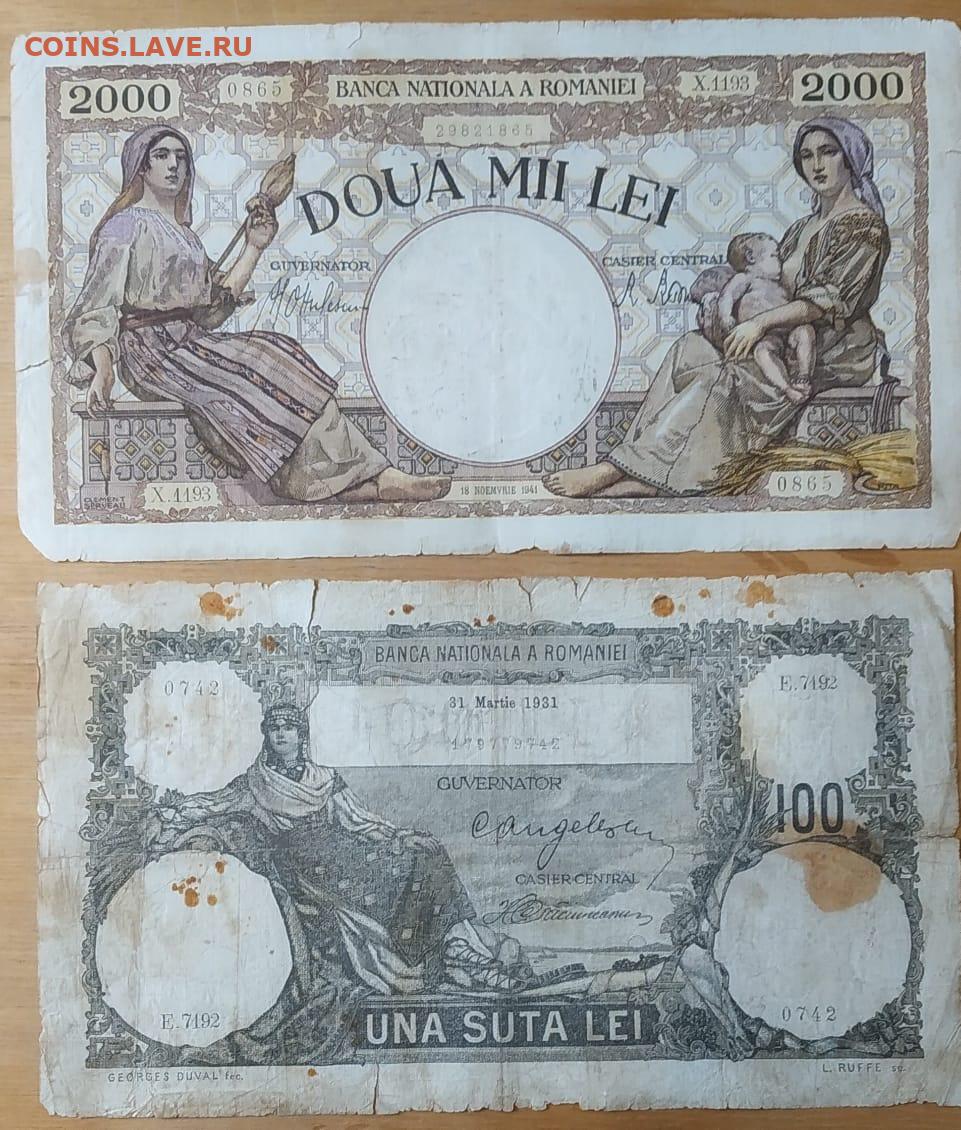 COINS.LAVE.RU
2000 0865 BANCA NATIONALA A ROMANIEI X.1193 2000
29821865
DOUA MII LEI
GUVERNATOR CASIER CENTRAL
X.1193 18 NOEMVRIE 1941 0865
CLEMENT
SERVEAU
BANCA NATIONALA A ROMANIEI
0742 31 Martie 1931 E.7192
179779742
GUVERNATOR
100
C Angelescu
CASIER CENTRAL
E.7192 0742
UNA SUTA LEI
GEORGES DUVAL fec. L. RUFFE sc.